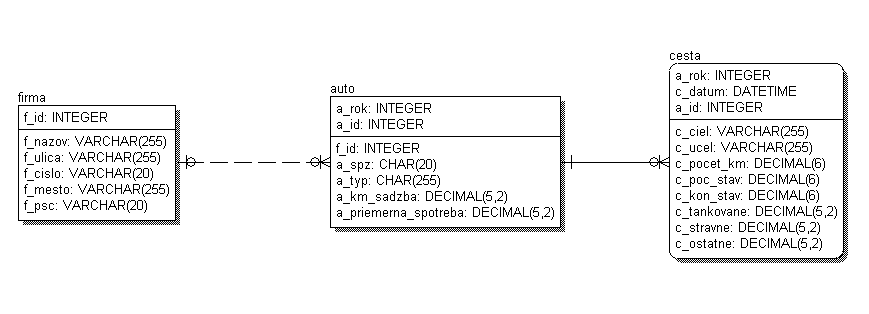 firma
f_id: INTEGER
f_nazov: VARCHAR(255)
f_ulica: VARCHAR(255)
f_cislo: VARCHAR(20)
f_mesto: VARCHAR(255)
f_psc: VARCHAR(20)
auto
a_rok: INTEGER
a_id: INTEGER
f_id: INTEGER
a_spz: CHAR(20)
a_typ: CHAR(255)
a_km_sadzba: DECIMAL(5,2)
a_priemerna_spotreba: DECIMAL(5,2)
cesta
a_rok: INTEGER
c_datum: DATETIME
a_id: INTEGER
c_ciel: VARCHAR(255)
c_ucel: VARCHAR(255)
c_pocet_km: DECIMAL(6)
c_poc_stav: DECIMAL(6)
c_kon_stav: DECIMAL(6)
c_tankovane: DECIMAL(5,2)
c_stravne: DECIMAL(5,2)
c_ostatne: DECIMAL(5,2)